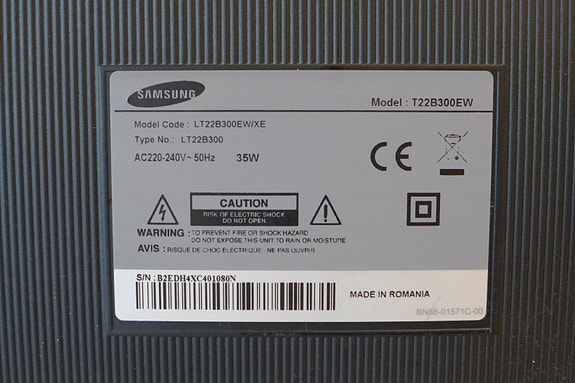 SAMSUNG
Model : T22B300EW
Model Code : LT22B300EW/XE
Type No.: LT22B300
AC220-240V~ 50Hz 35W
CE
CAUTION
RISK OF ELECTRIC SHOCK
DO NOT OPEN
WARNING : TO PREVENT FIRE OR SHOCK HAZARD
DO NOT EXPOSE THIS UNIT TO RAIN OR MOISTURE
AVIS : RISQUE DE CHOC ELECTRIQUE - NE PAS OUVRIR
S/N : B2EDH4XC401080N
MADE IN ROMANIA
BN68-01571C-00